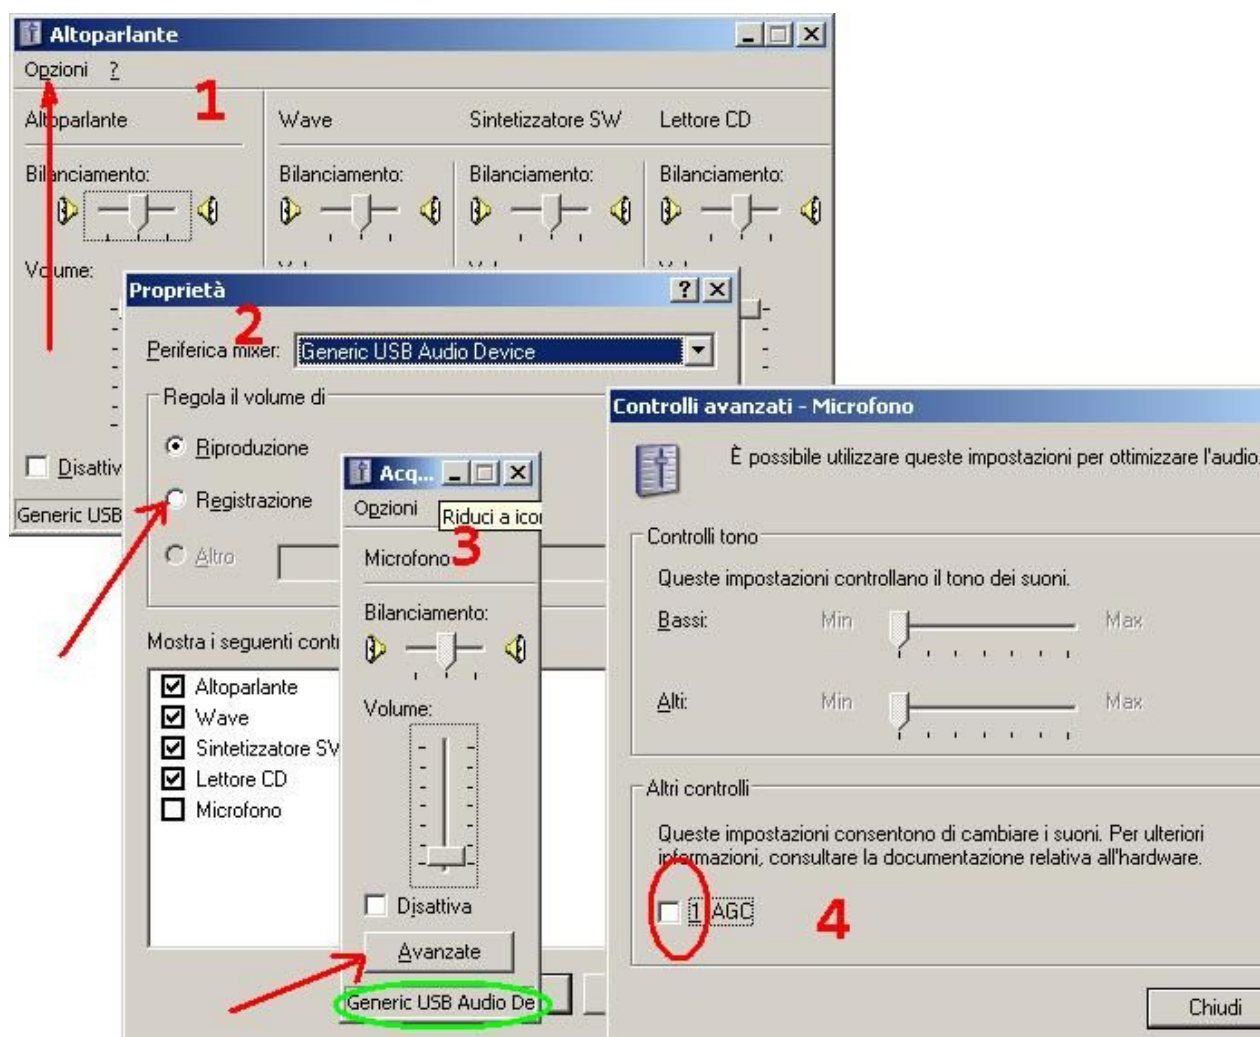 Altoparlante
Opzioni ?
1
Altoparlante Wave Sintetizzatore SW Lettore CD
Bilanciamento: Bilanciamento: Bilanciamento: Bilanciamento:
Volume:
Disattiv
Generic USB
Proprietà
2
Periferica mixer: Generic USB Audio Device
Regola il volume di
Riproduzione
Registrazione
Altro
Mostra i seguenti cont
Altoparlante
Wave
Sintetizzatore SV
Lettore CD
Microfono
Acq...
Opzioni
Riduci a ico
3
Microfono
Bilanciamento:
Volume:
Disattiva
Avanzate
Generic USB Audio De
Controlli avanzati - Microfono
È possibile utilizzare queste impostazioni per ottimizzare l'audio.
Controlli tono
Queste impostazioni controllano il tono dei suoni.
Bassi: Min Max
Alti: Min Max
Altri controlli
Queste impostazioni consentono di cambiare i suoni. Per ulteriori
informazioni, consultare la documentazione relativa all'hardware.
1 AGC
4
Chiudi